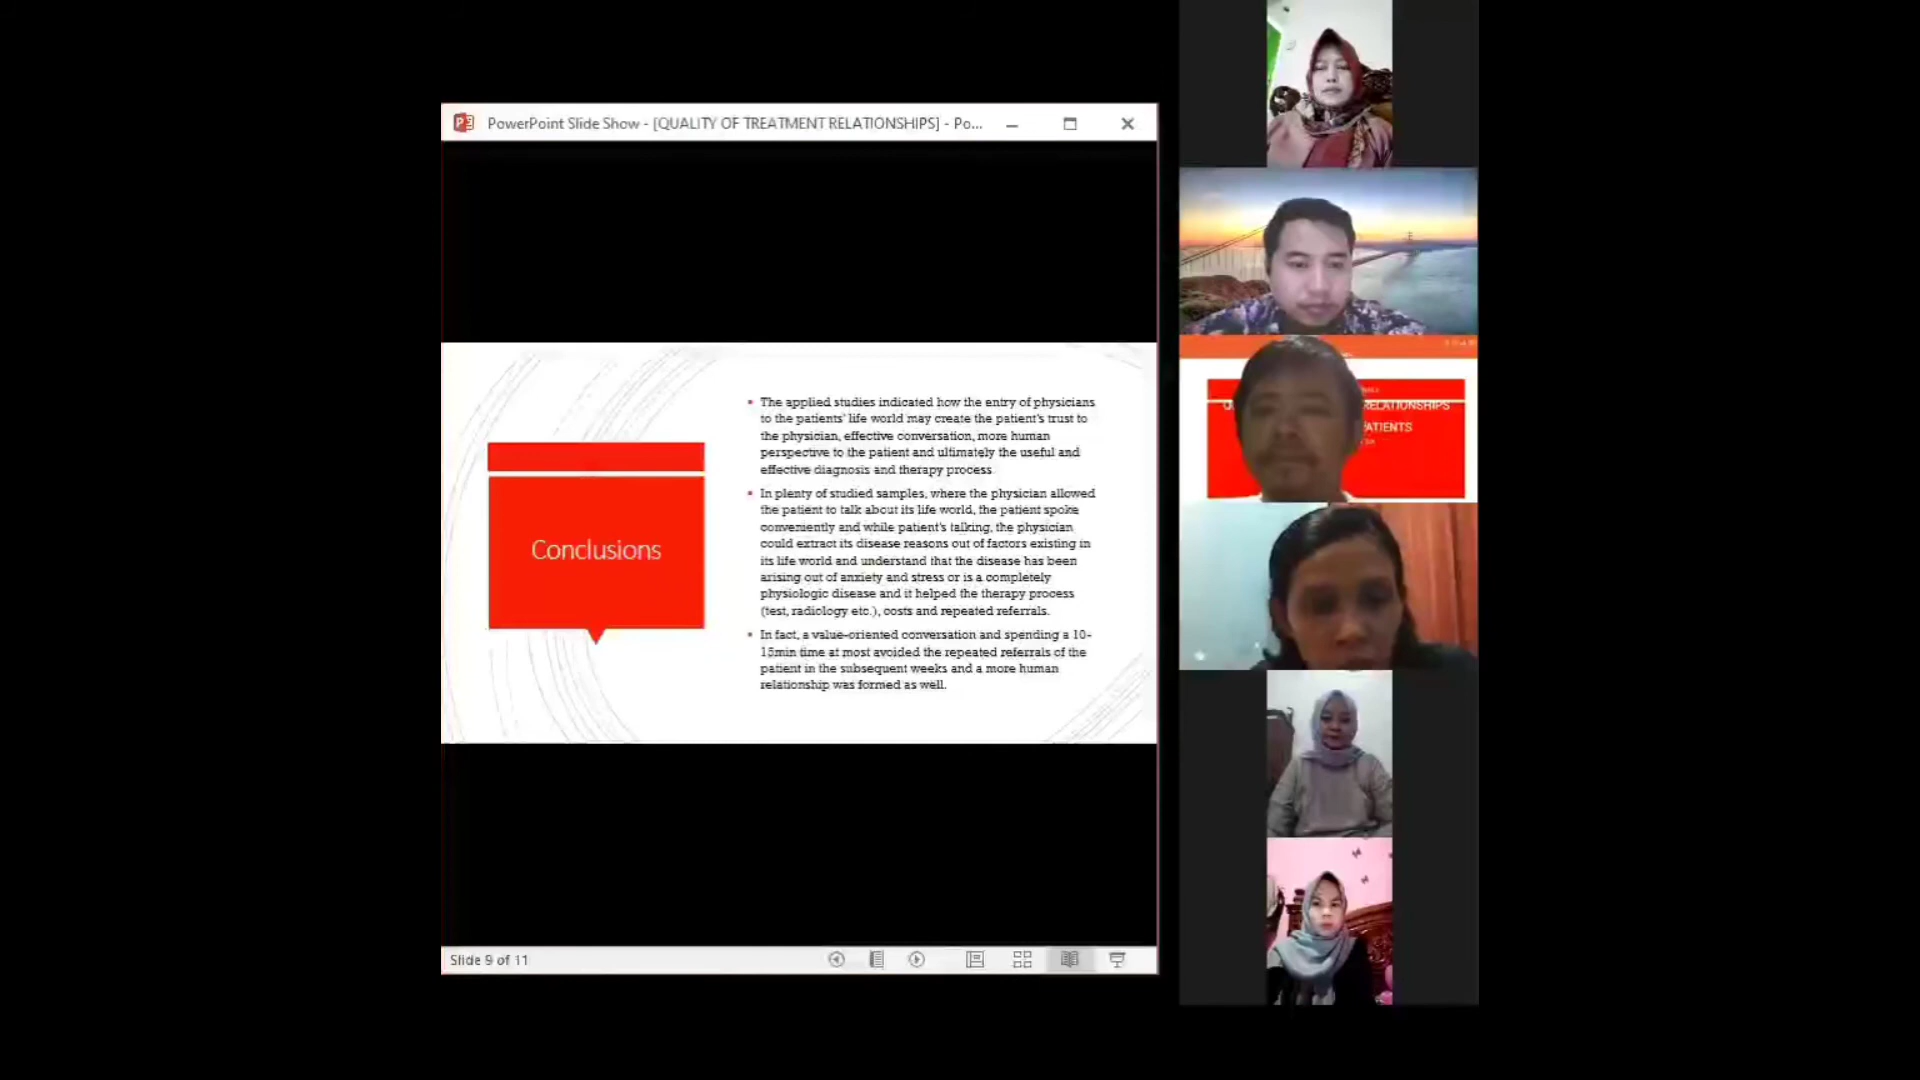 PowerPoint Slide Show - [QUALITY OF TREATMENT RELATIONSHIPS] - Po...
Conclusions
The applied studies indicated how the entry of physicians
to the patients' life world may create the patient's trust to
the physician, effective conversation, more human
perspective to the patient and ultimately the useful and
effective diagnosis and therapy process
In plenty of studied samples, where the physician allowed
the patient to talk about its life world, the patient spoke
conveniently and while patient's talking, the physician
could extract its disease reasons out of factors existing in
its life world and understand that the disease has been
arising out of anxiety and stress or is a completely
physiologic disease and it helped the therapy process
(test, radiology etc.), costs and repeated referrals.
In fact, a value-oriented conversation and spending a 10-
15min time at most avoided the repeated referrals of the
patient in the subsequent weeks and a more human
relationship was formed as well.
Slide 9 of 11
RELATIONSHIPS
PATIENTS